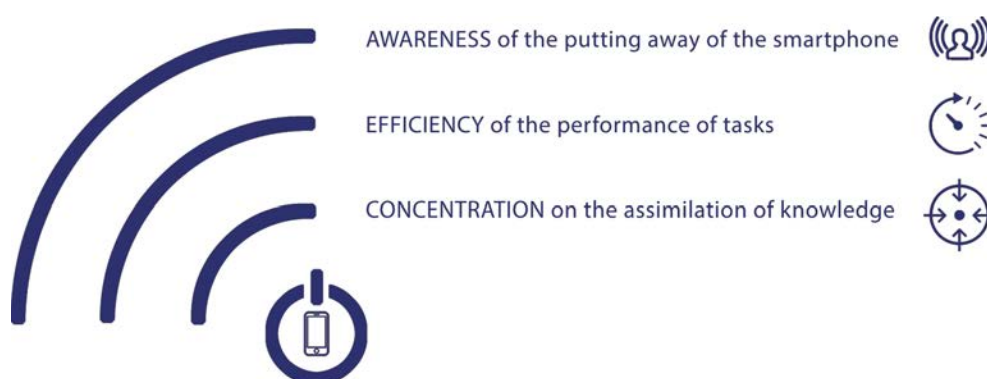 AWARENESS of the putting away of the smartphone
EFFICIENCY of the performance of tasks
CONCENTRATION on the assimilation of knowledge